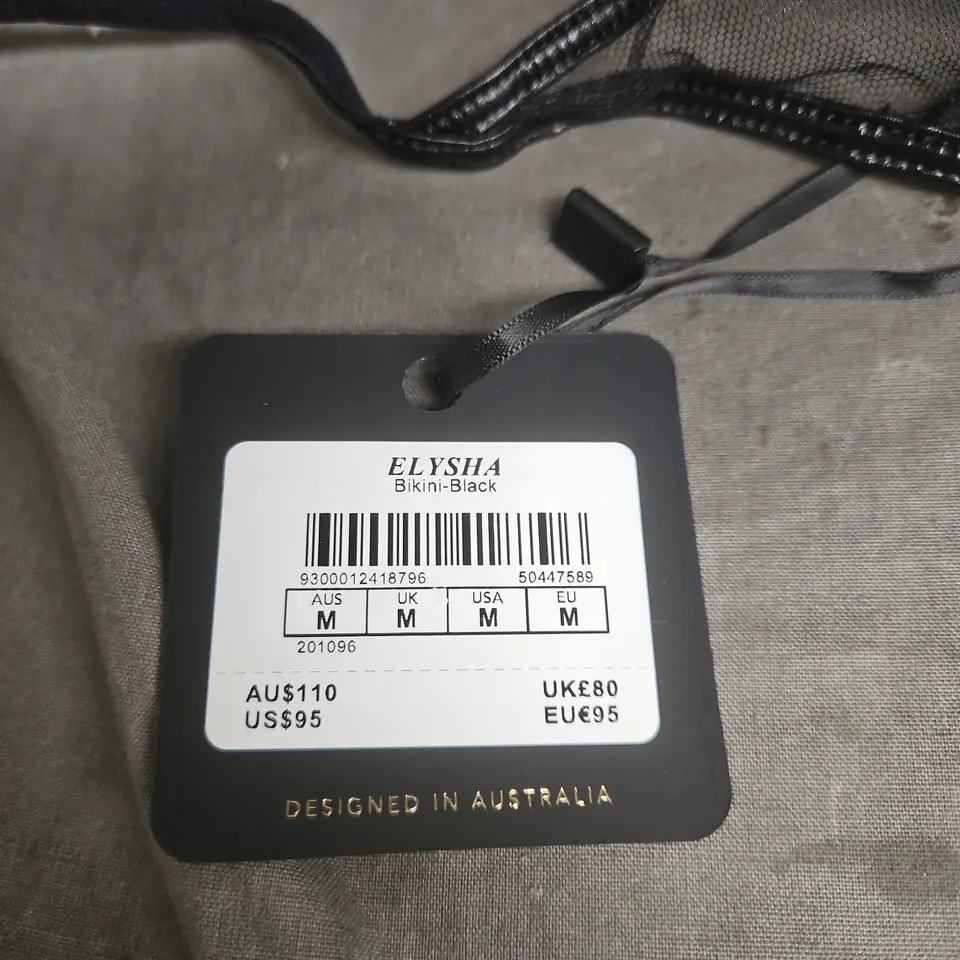 ELYSHA
Bikini-Black
9300012418796 50447589
AUS UK USA EU
M M M M
201096
AU$110 UK£80
US$95 EU€95
DESIGNED IN AUSTRALIA